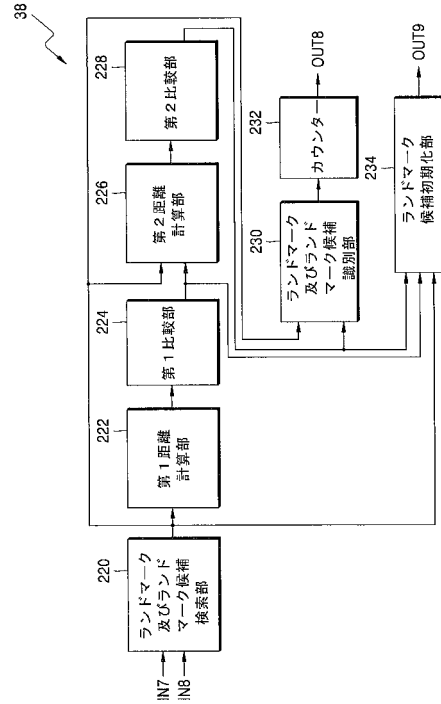 38
IN7
IN8
220
ランドマーク
及びランド
マーク候補
検索部
222
第1距離
計算部
224
第1比較部
226
第2距離
計算部
228
第2比較部
230
ランドマーク
及びランド
マーク候補
識別部
232
カウンター
OUT8
234
ランドマーク
候補初期化部
OUT9